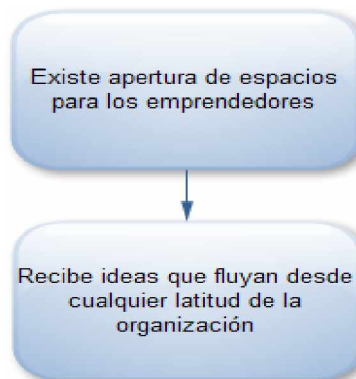 Existe apertura de espacios
para los emprendedores
Recibe ideas que fluyan desde
cualquier latitud de la
organización